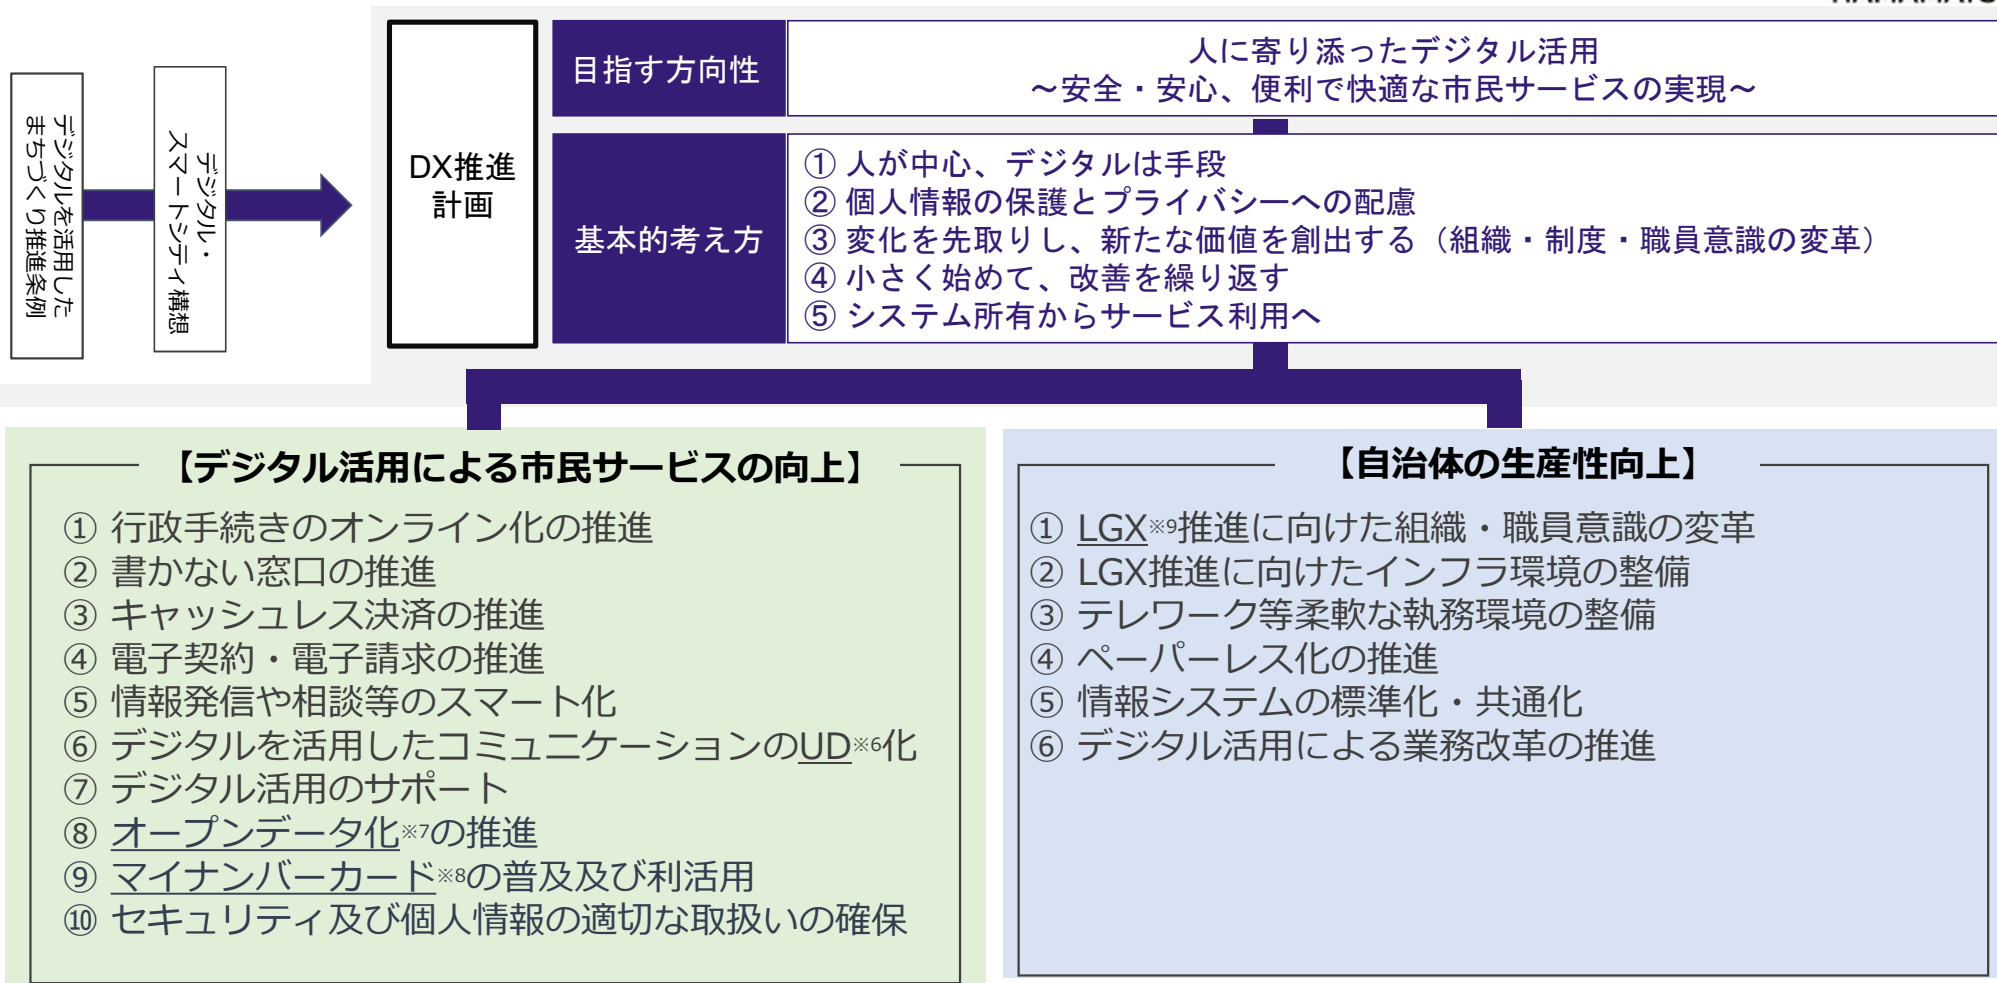 デジタルを活用した
まちづくり推進条例
デジタル・
スマートシティ構想
DX推進
計画
目指す方向性
人に寄り添ったデジタル活用
～安全・安心、便利で快適な市民サービスの実現～
基本的考え方
① 人が中心、デジタルは手段
② 個人情報の保護とプライバシーへの配慮
③ 変化を先取りし、新たな価値を創出する（組織・制度・職員意識の変革）
④ 小さく始めて、改善を繰り返す
⑤ システム所有からサービス利用へ
【デジタル活用による市民サービスの向上】
① 行政手続きのオンライン化の推進
② 書かない窓口の推進
③ キャッシュレス決済の推進
④ 電子契約・電子請求の推進
⑤ 情報発信や相談等のスマート化
⑥ デジタルを活用したコミュニケーションのUD※6化
⑦ デジタル活用のサポート
⑧ オープンデータ化※7の推進
⑨ マイナンバーカード※8の普及及び利活用
⑩ セキュリティ及び個人情報の適切な取扱いの確保
【自治体の生産性向上】
① LGX※9推進に向けた組織・職員意識の変革
② LGX推進に向けたインフラ環境の整備
③ テレワーク等柔軟な執務環境の整備
④ ペーパーレス化の推進
⑤ 情報システムの標準化・共通化
⑥ デジタル活用による業務改革の推進